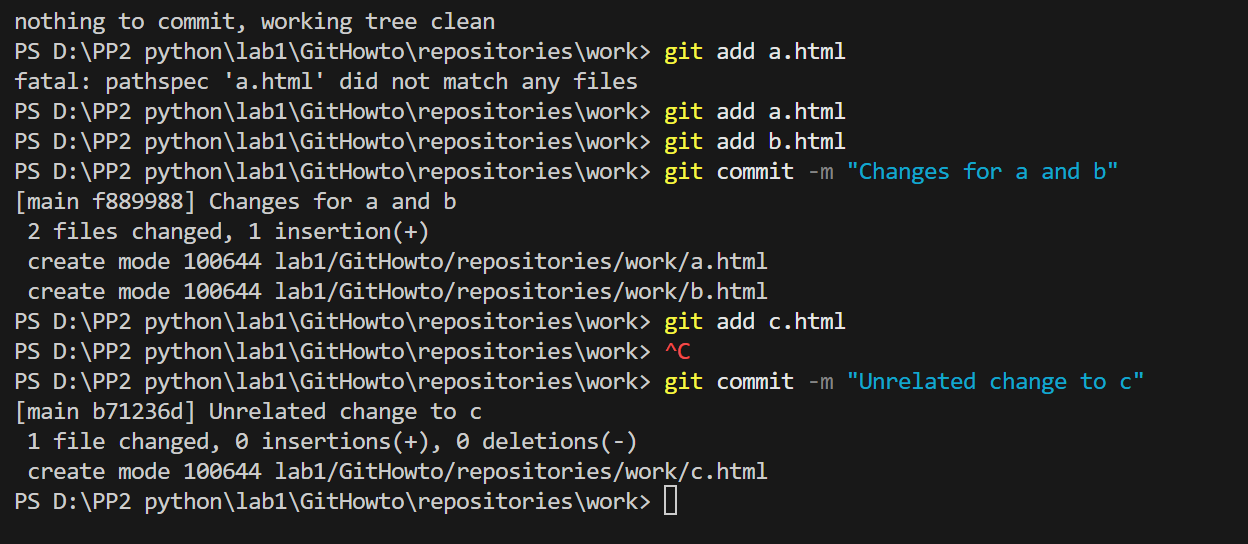 nothing to commit, working tree clean
PS D:\PP2 python\lab1\GitHowto\repositories\work> git add a.html
fatal: pathspec 'a.html' did not match any files
PS D:\PP2 python\lab1\GitHowto\repositories\work> git add a.html
PS D:\PP2 python\lab1\GitHowto\repositories\work> git add b.html
PS D:\PP2 python\lab1\GitHowto\repositories\work> git commit -m "Changes for a and b"
[main f889988] Changes for a and b
 2 files changed, 1 insertion(+)
 create mode 100644 lab1/GitHowto/repositories/work/a.html
 create mode 100644 lab1/GitHowto/repositories/work/b.html
PS D:\PP2 python\lab1\GitHowto\repositories\work> git add c.html
PS D:\PP2 python\lab1\GitHowto\repositories\work> ^C
PS D:\PP2 python\lab1\GitHowto\repositories\work> git commit -m "Unrelated change to c"
[main b71236d] Unrelated change to c
 1 file changed, 0 insertions(+), 0 deletions(-)
 create mode 100644 lab1/GitHowto/repositories/work/c.html
PS D:\PP2 python\lab1\GitHowto\repositories\work>